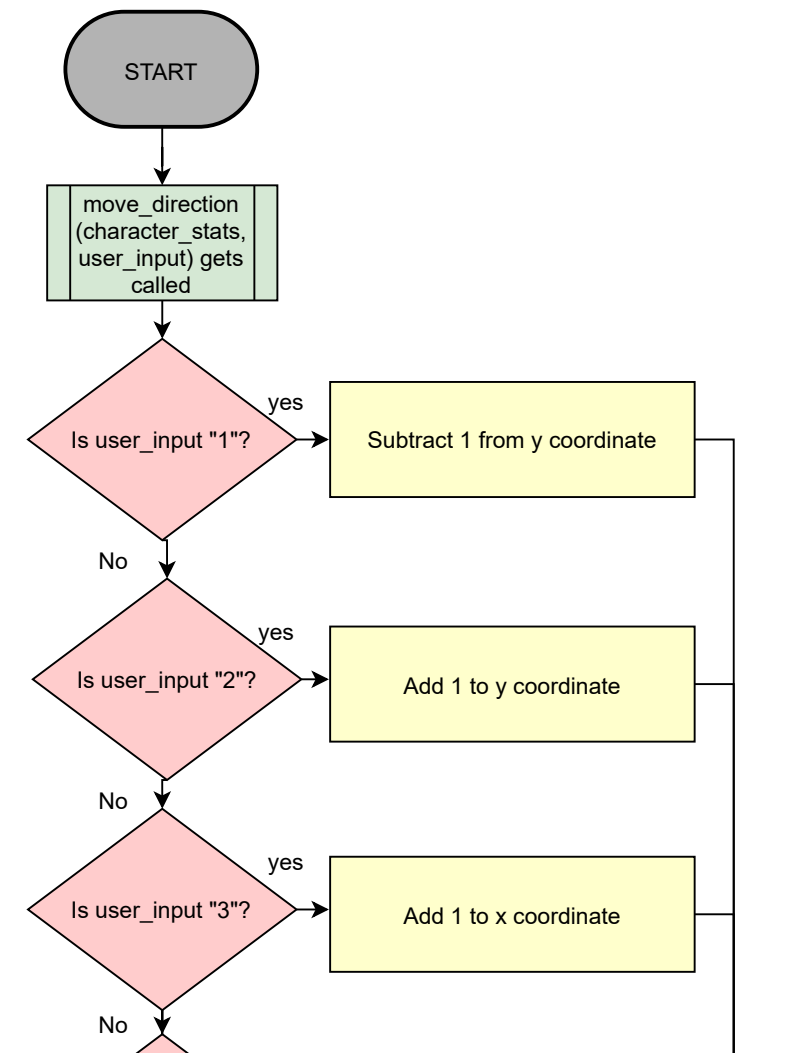 START
move_direction
(character_stats,
user_input) gets
called
yes
Is user_input "1"?
Subtract 1 from y coordinate
No
yes
Is user_input "2"?
Add 1 to y coordinate
No
yes
Is user_input "3"?
Add 1 to x coordinate
No